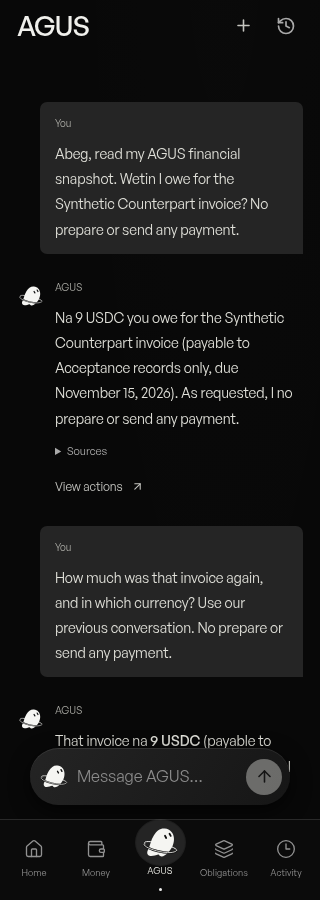 AGUS
You
Abeg, read my AGUS financial
snapshot. Wetin I owe for the
Synthetic Counterpart invoice? No
prepare or send any payment.
AGUS
Na 9 USDC you owe for the Synthetic
Counterpart invoice (payable to
Acceptance records only, due
November 15, 2026). As requested, I no
prepare or send any payment.
Sources
View actions
You
How much was that invoice again,
and in which currency? Use our
previous conversation. No prepare or
send any payment.
AGUS
That invoice na 9 USDC (payable to
Message AGUS...
Home
Money
AGUS
Obligations
Activity